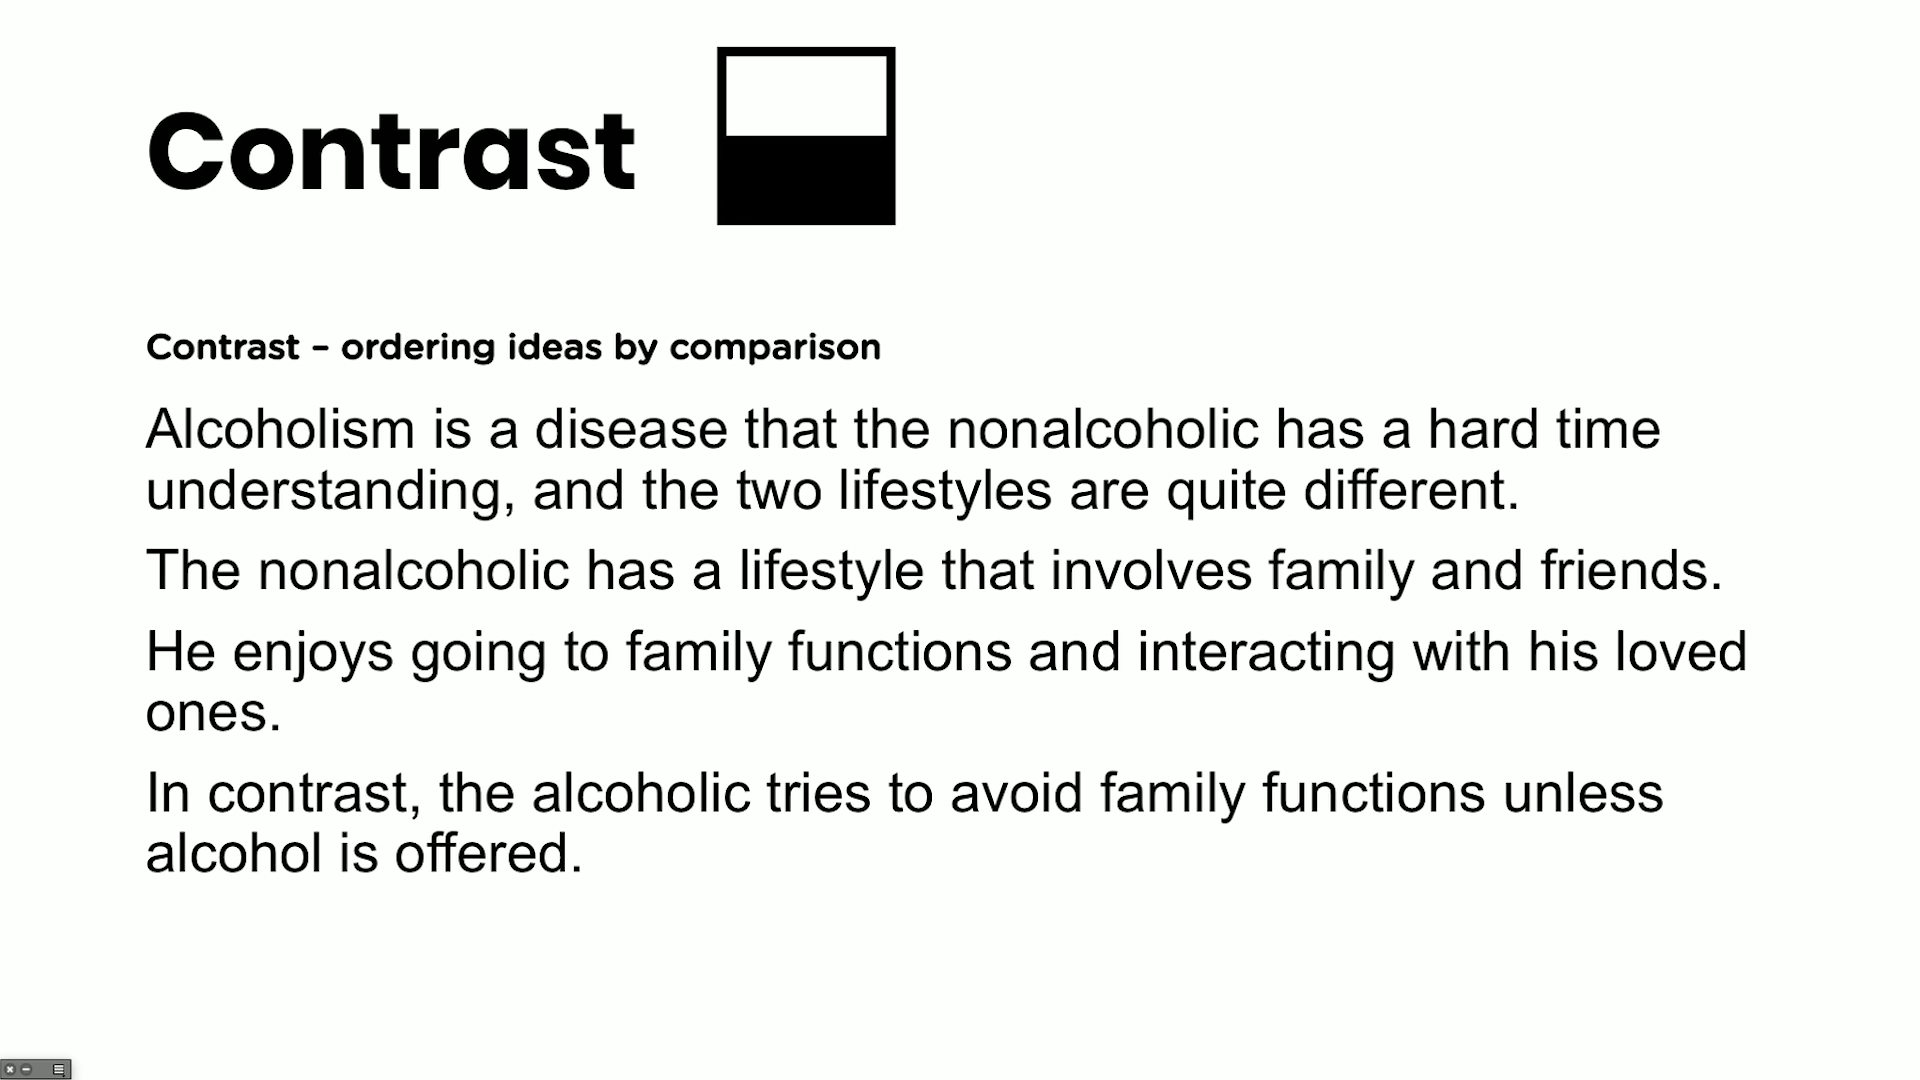 Contrast
Contrast – ordering ideas by comparison
Alcoholism is a disease that the nonalcoholic has a hard time
understanding, and the two lifestyles are quite different.
The nonalcoholic has a lifestyle that involves family and friends.
He enjoys going to family functions and interacting with his loved
ones.
In contrast, the alcoholic tries to avoid family functions unless
alcohol is offered.